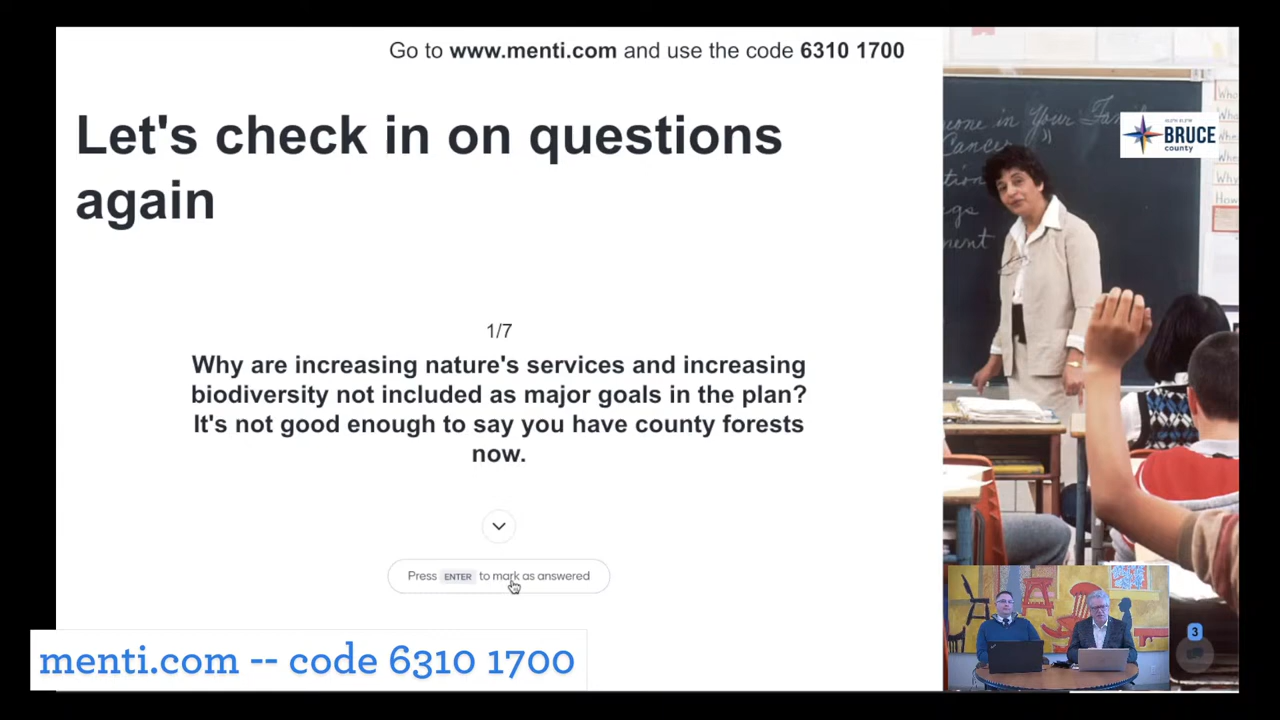 Go to www.menti.com and use the code 6310 1700
Let's check in on questions
again
1/7
Why are increasing nature's services and increasing
biodiversity not included as major goals in the plan?
It's not good enough to say you have county forests
now.
Press ENTER to mark as answered
menti.com -- code 6310 1700
BRUCE
county
Cancer
3